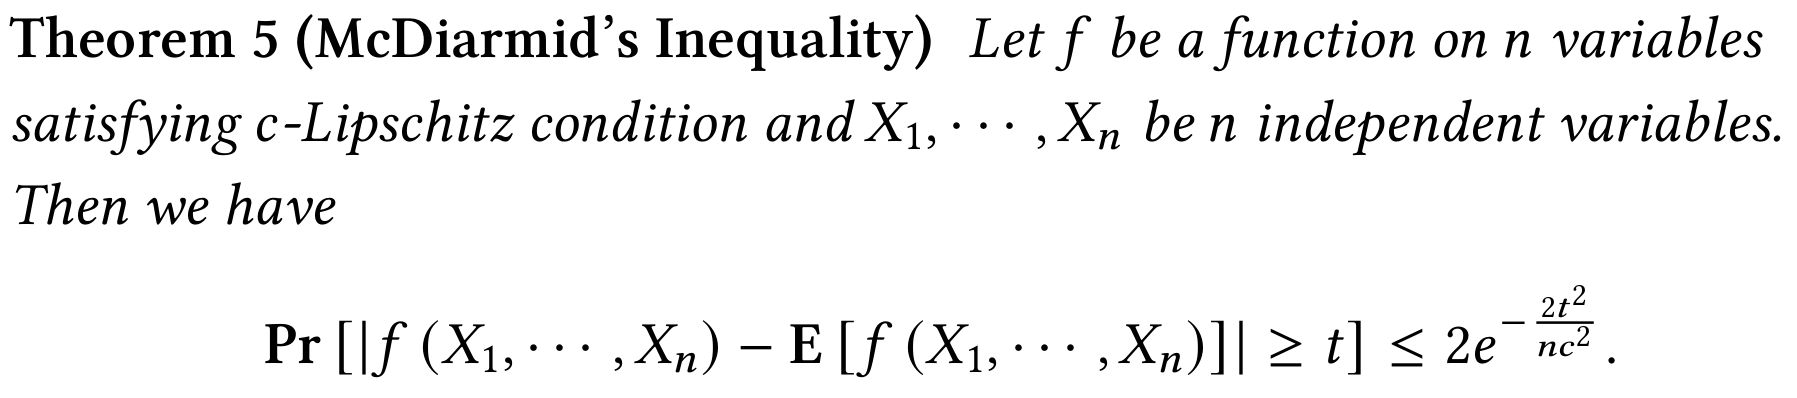 Theorem 5 (McDiarmid's Inequality) Let f be a function on n variables
satisfying c-Lipschitz condition and X₁, ⋯ , Xₙ be n independent variables.
Then we have
Pr [|f (X₁, ⋯ , Xₙ) − E [f (X₁, ⋯ , Xₙ)]| ≥ t] ≤ 2e^{−\frac{2t²}{nc²}}.